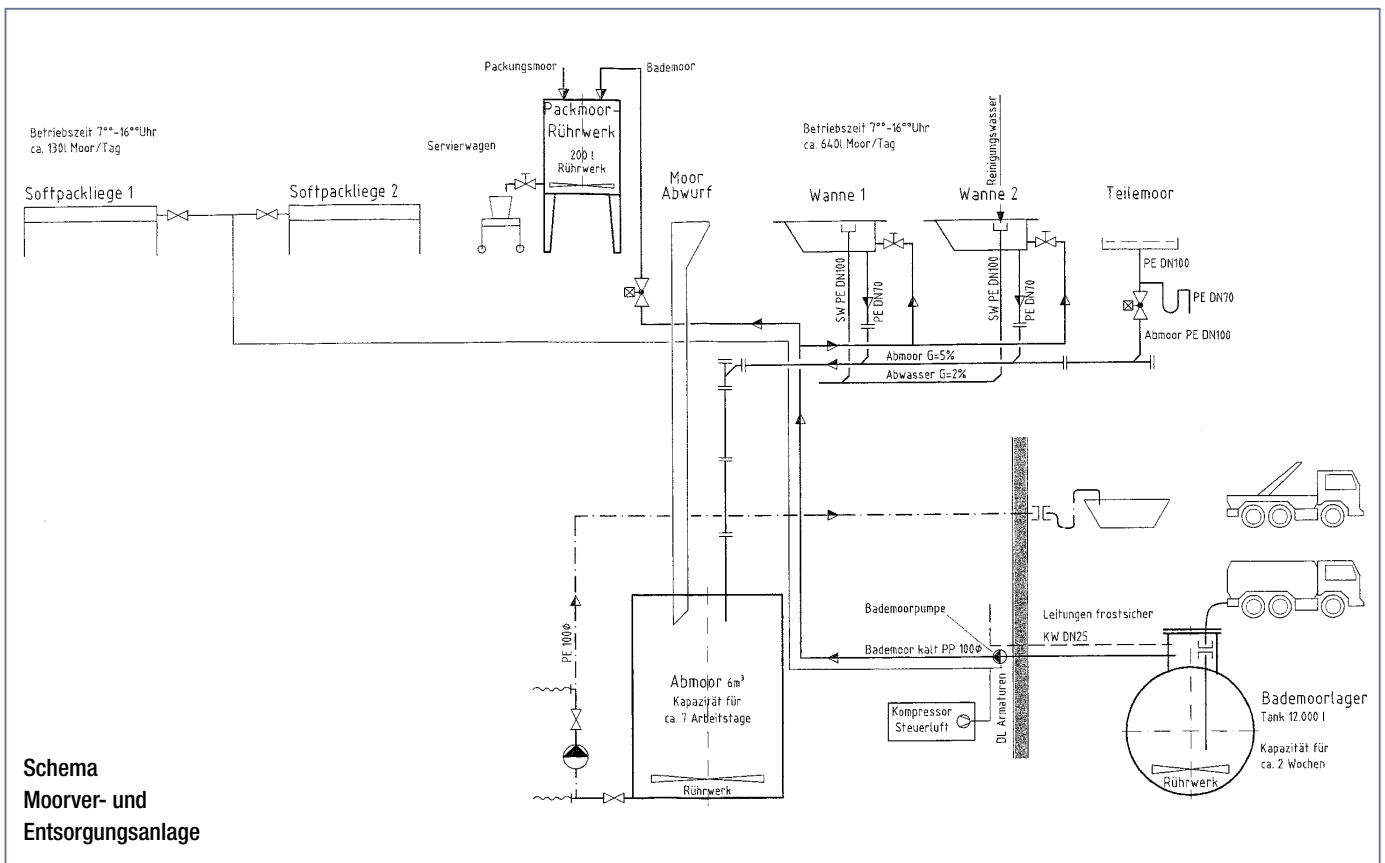 Packungsmoor
Bademoor
Packmoor-
Rührwerk
200 l
Rührwerk
Servierwagen
Betriebszeit 7°°-16°°Uhr
ca. 130l Moor/Tag
Softpackliege 1
Softpackliege 2
Moor
Abwurf
Betriebszeit 7°°-16°°Uhr
ca. 640l Moor/Tag
Reinigungswasser
Wanne 1
Wanne 2
Teilemoor
SW PE DN100
PE DN70
SW PE DN100
PE DN70
PE DN100
PE DN70
Abmoor PE DN100
Abmoor G=5%
Abwasser G=2%
PE 100ϕ
Bademoorpumpe
Leitungen frostsicher
KW DN25
Bademoor kalt PP 100ϕ
Abmoor 6m³
Kapazität für
ca. 7 Arbeitstage
Rührwerk
Kompressor
Steuerluft
DL Armaturen
Bademoorlager
Tank 12.000 l
Kapazität für
ca. 2 Wochen
Rührwerk
Schema
Moorver- und
Entsorgungsanlage